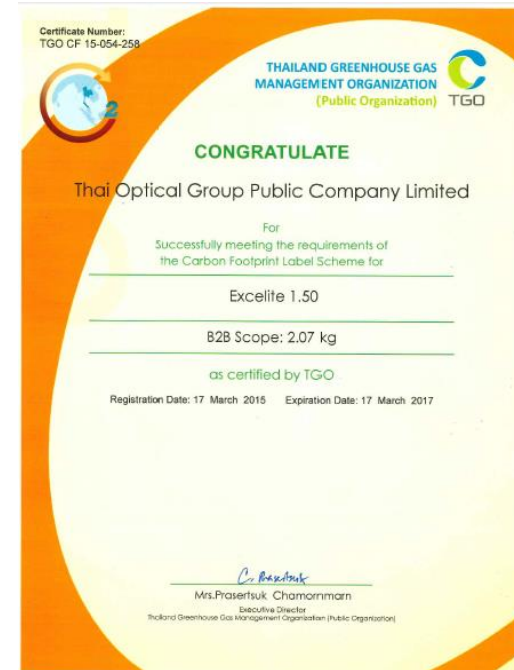 Certificate Number:
TGO CF 15-054-258
THAILAND GREENHOUSE GAS
MANAGEMENT ORGANIZATION
(Public Organization)
TGO
2
CONGRATULATE
Thai Optical Group Public Company Limited
For
Successfully meeting the requirements of
the Carbon Footprint Label Scheme for
Excelite 1.50
B2B Scope: 2.07 kg
as certified by TGO
Registration Date: 17 March 2015 Expiration Date: 17 March 2017
C. Prasertsuk
Mrs.Prasertsuk Chamornmarn
Executive Director
Thailand Greenhouse Gas Management Organization (Public Organization)